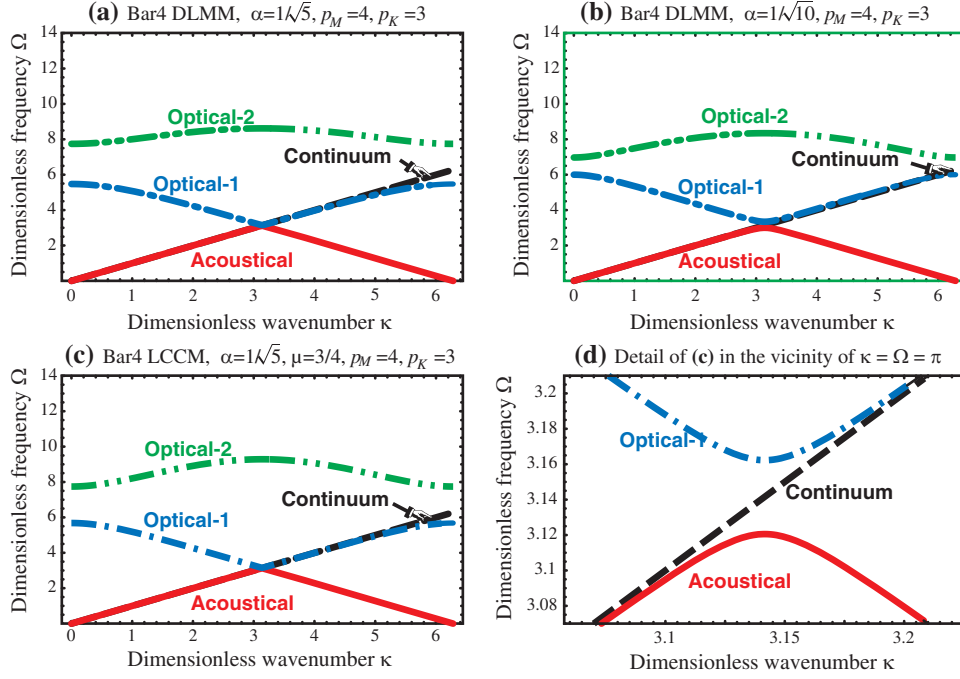 (a) Bar4 DLMM, α=1/√5, p_M=4, p_K=3
Dimensionless frequency Ω
14
12
10
8
6
4
2
Optical-2
Continuum
Optical-1
Acoustical
0 1 2 3 4 5 6
Dimensionless wavenumber κ
(b) Bar4 DLMM, α=1/√10, p_M=4, p_K=3
Dimensionless frequency Ω
14
12
10
8
6
4
2
Optical-2
Continuum
Optical-1
Acoustical
0 1 2 3 4 5 6
Dimensionless wavenumber κ
(c) Bar4 LCCM, α=1/√5, μ=3/4, p_M=4, p_K=3
Dimensionless frequency Ω
14
12
10
8
6
4
2
Optical-2
Continuum
Optical-1
Acoustical
0 1 2 3 4 5 6
Dimensionless wavenumber κ
(d) Detail of (c) in the vicinity of κ = Ω = π
Dimensionless frequency Ω
3.2
3.16
3.14
3.11
3.08
Optical-1
Continuum
Acoustical
3.1 3.15 3.2
Dimensionless wavenumber κ